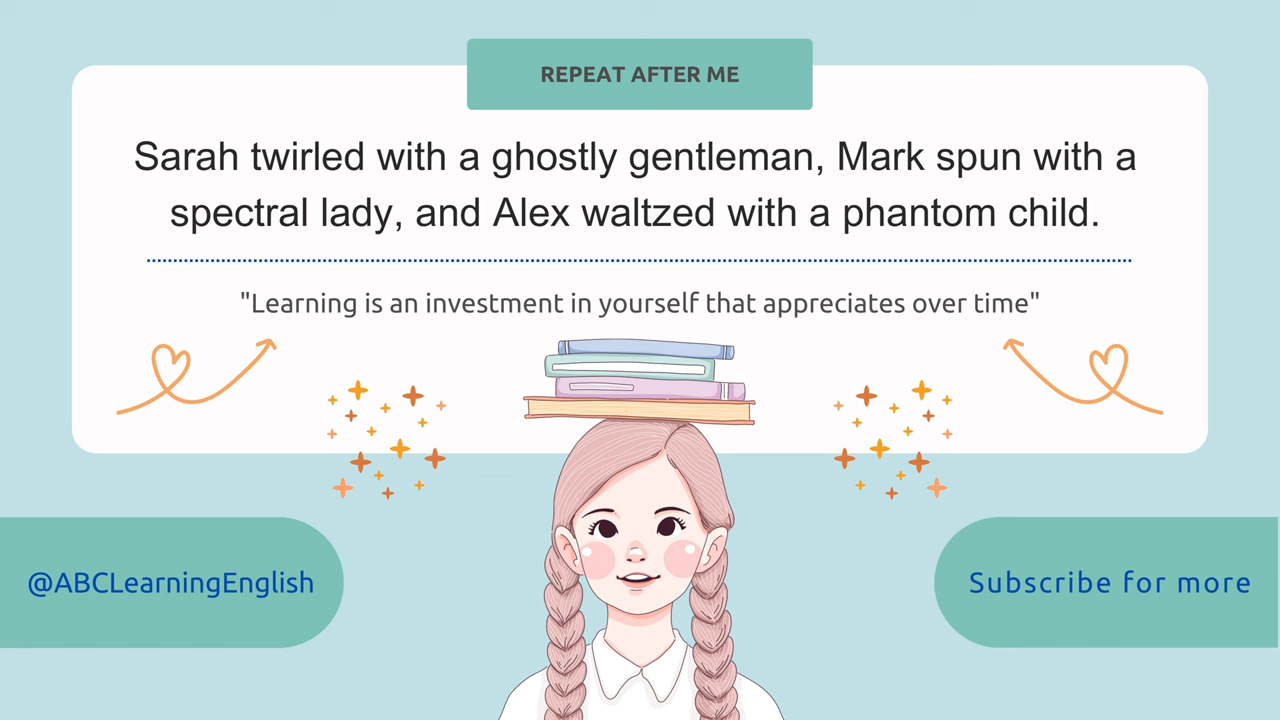 REPEAT AFTER ME
Sarah twirled with a ghostly gentleman, Mark spun with a
spectral lady, and Alex waltzed with a phantom child.
"Learning is an investment in yourself that appreciates over time"
@ABCLearningEnglish
Subscribe for more